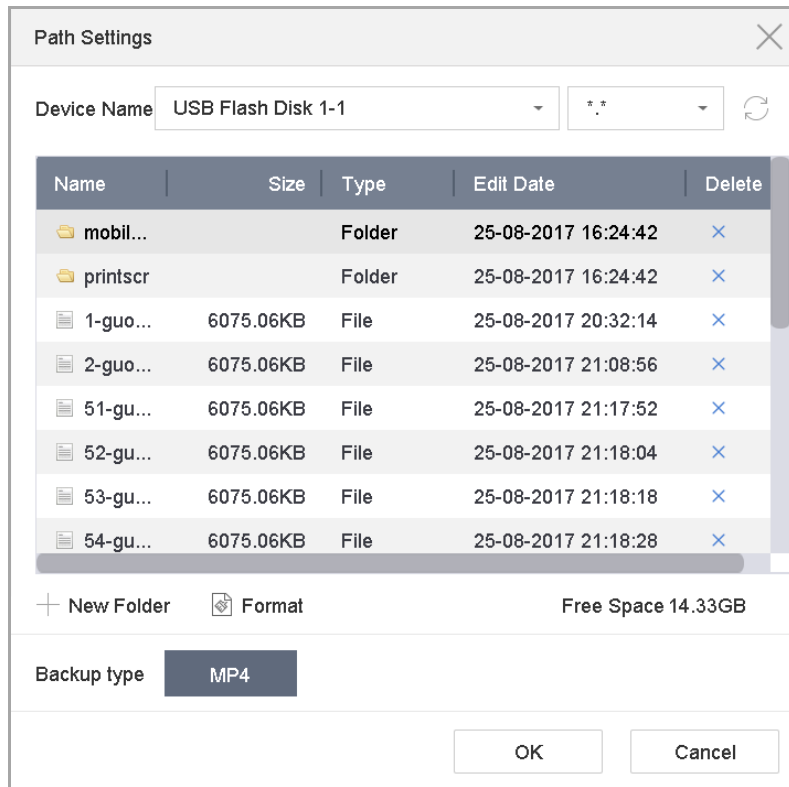 Path Settings
Device Name USB Flash Disk 1-1 *.*
Name Size Type Edit Date Delete
mobil... Folder 25-08-2017 16:24:42
printscr Folder 25-08-2017 16:24:42
1-guo... 6075.06KB File 25-08-2017 20:32:14
2-guo... 6075.06KB File 25-08-2017 21:08:56
51-gu... 6075.06KB File 25-08-2017 21:17:52
52-gu... 6075.06KB File 25-08-2017 21:18:04
53-gu... 6075.06KB File 25-08-2017 21:18:18
54-gu... 6075.06KB File 25-08-2017 21:18:28
New Folder Format Free Space 14.33GB
Backup type MP4
OK Cancel